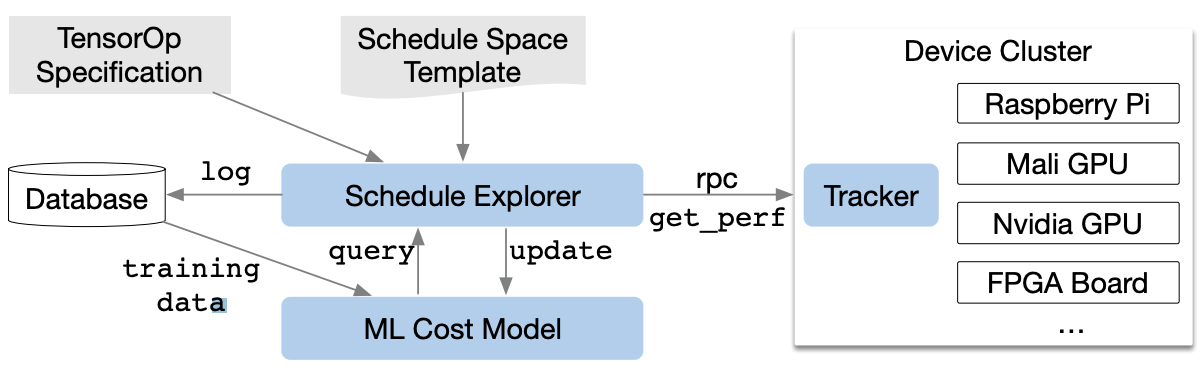 TensorOp
Specification
Schedule Space
Template
Device Cluster
Raspberry Pi
Mali GPU
Nvidia GPU
FPGA Board
...
Database
log
Schedule Explorer
rpc
get_perf
Tracker
query
update
training
data
ML Cost Model